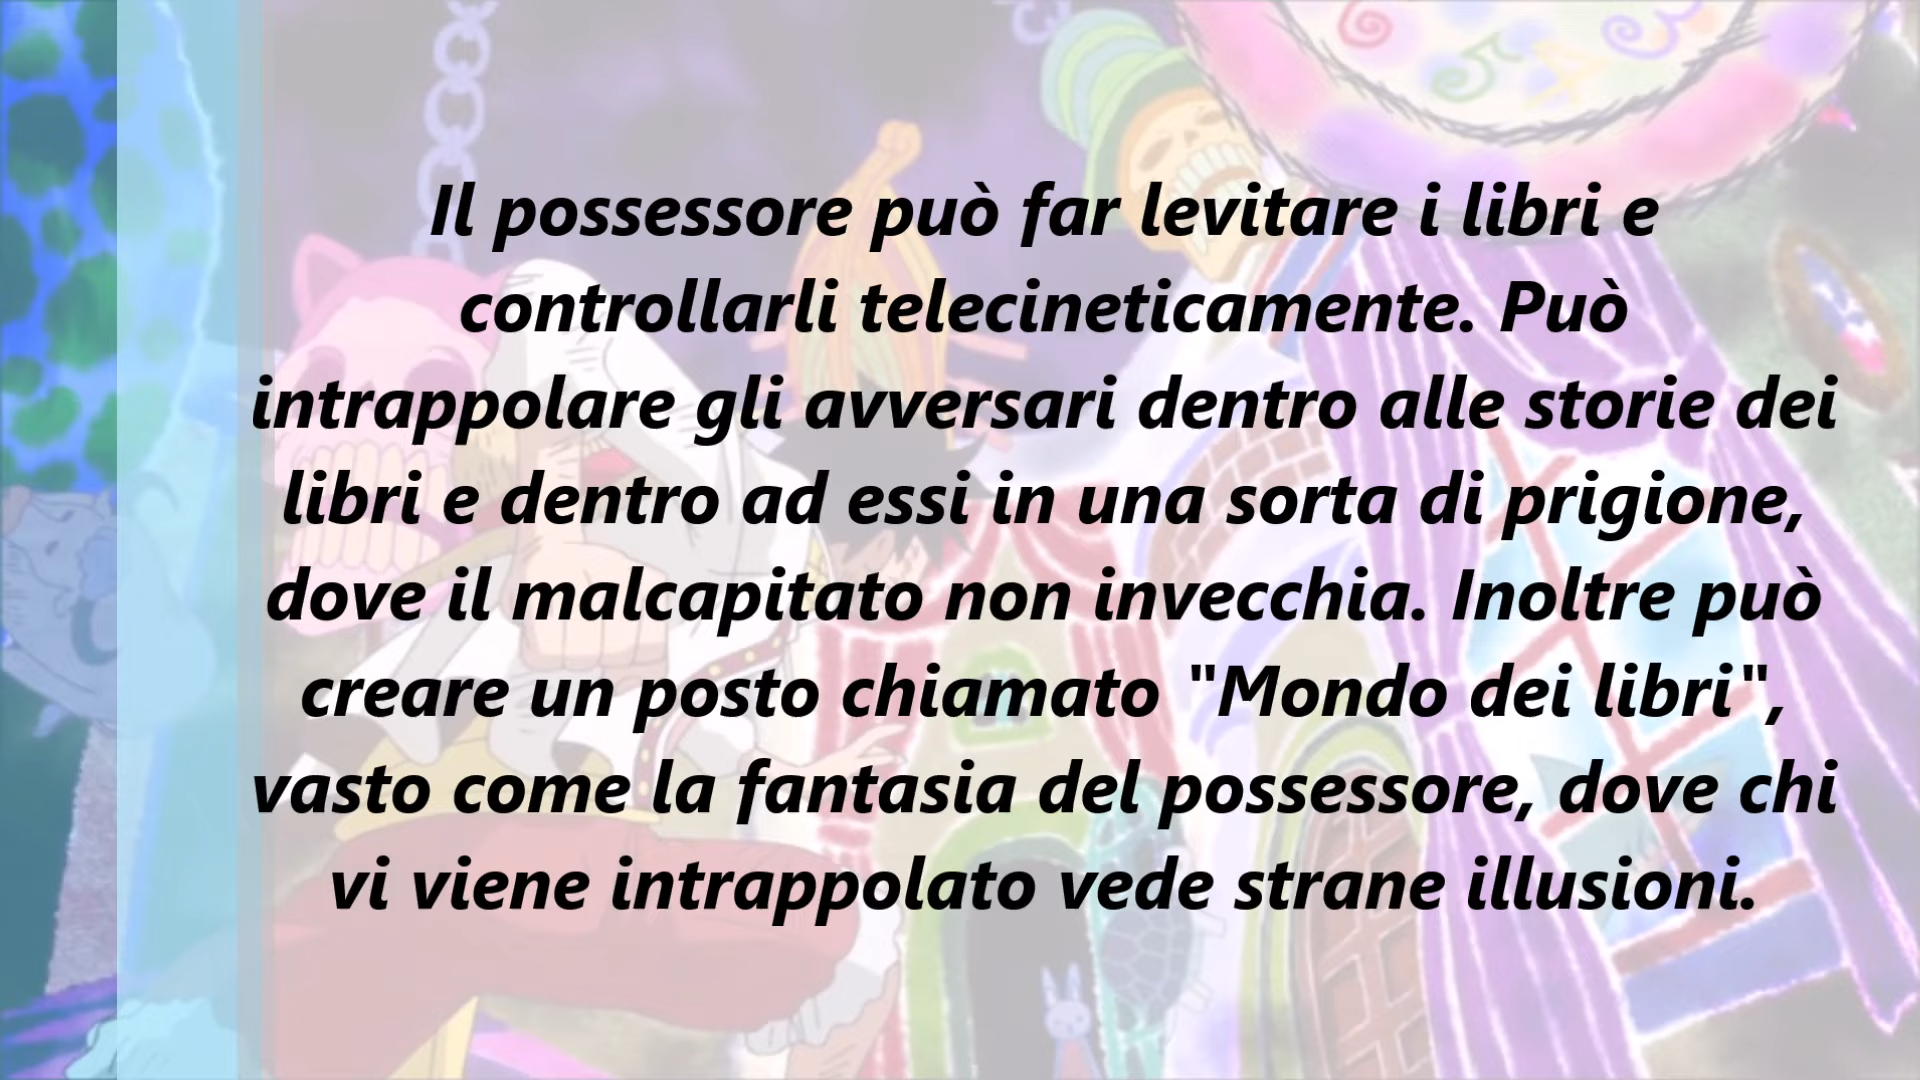 Il possessore può far levitare i libri e
controllarli telecineticamente. Può
intrappolare gli avversari dentro alle storie dei
libri e dentro ad essi in una sorta di prigione,
dove il malcapitato non invecchia. Inoltre può
creare un posto chiamato "Mondo dei libri",
vasto come la fantasia del possessore, dove chi
vi viene intrappolato vede strane illusioni.